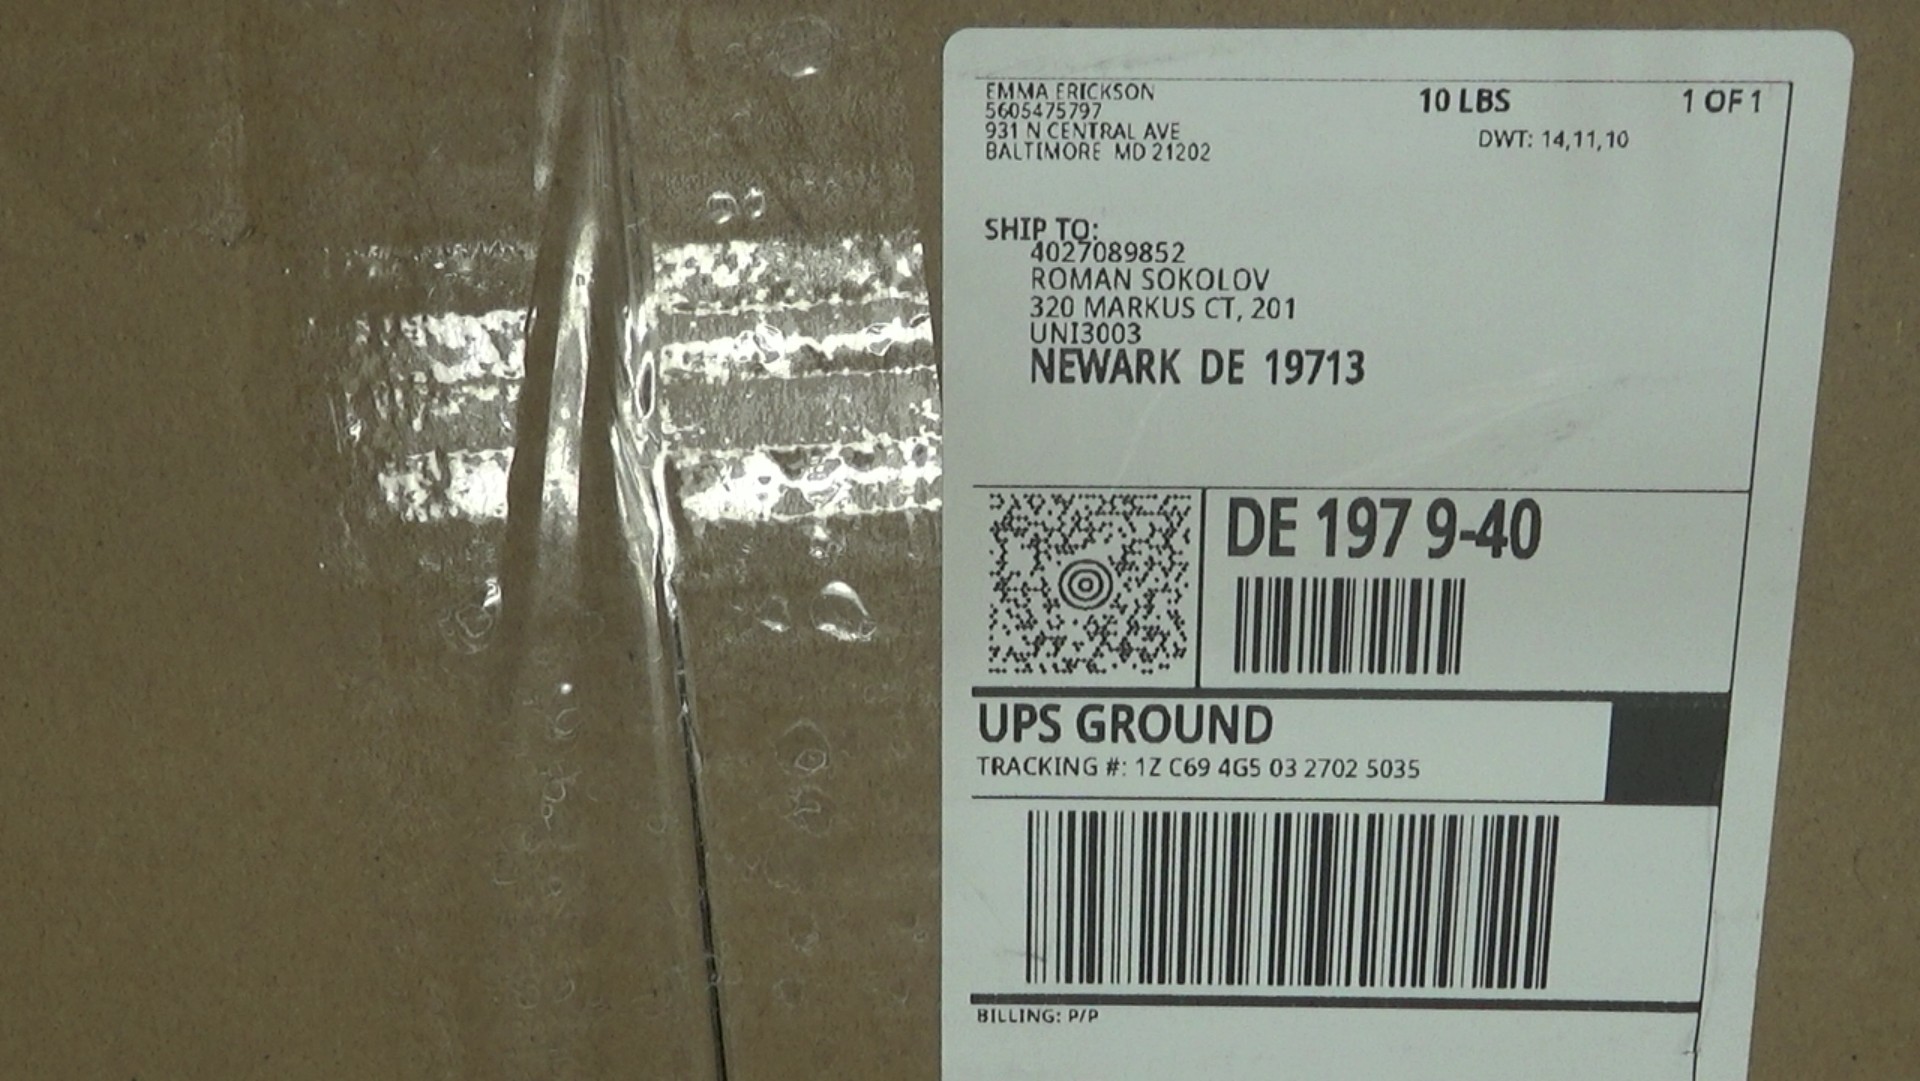 EMMA ERICKSON
5605475797
931 N CENTRAL AVE
BALTIMORE MD 21202
10 LBS
1 OF 1
DWT: 14,11,10
SHIP TO:
4027089852
ROMAN SOKOLOV
320 MARKUS CT, 201
UNI3003
NEWARK DE 19713
DE 197 9-40
UPS GROUND
TRACKING #: 1Z C69 4G5 03 2702 5035
BILLING: P/P